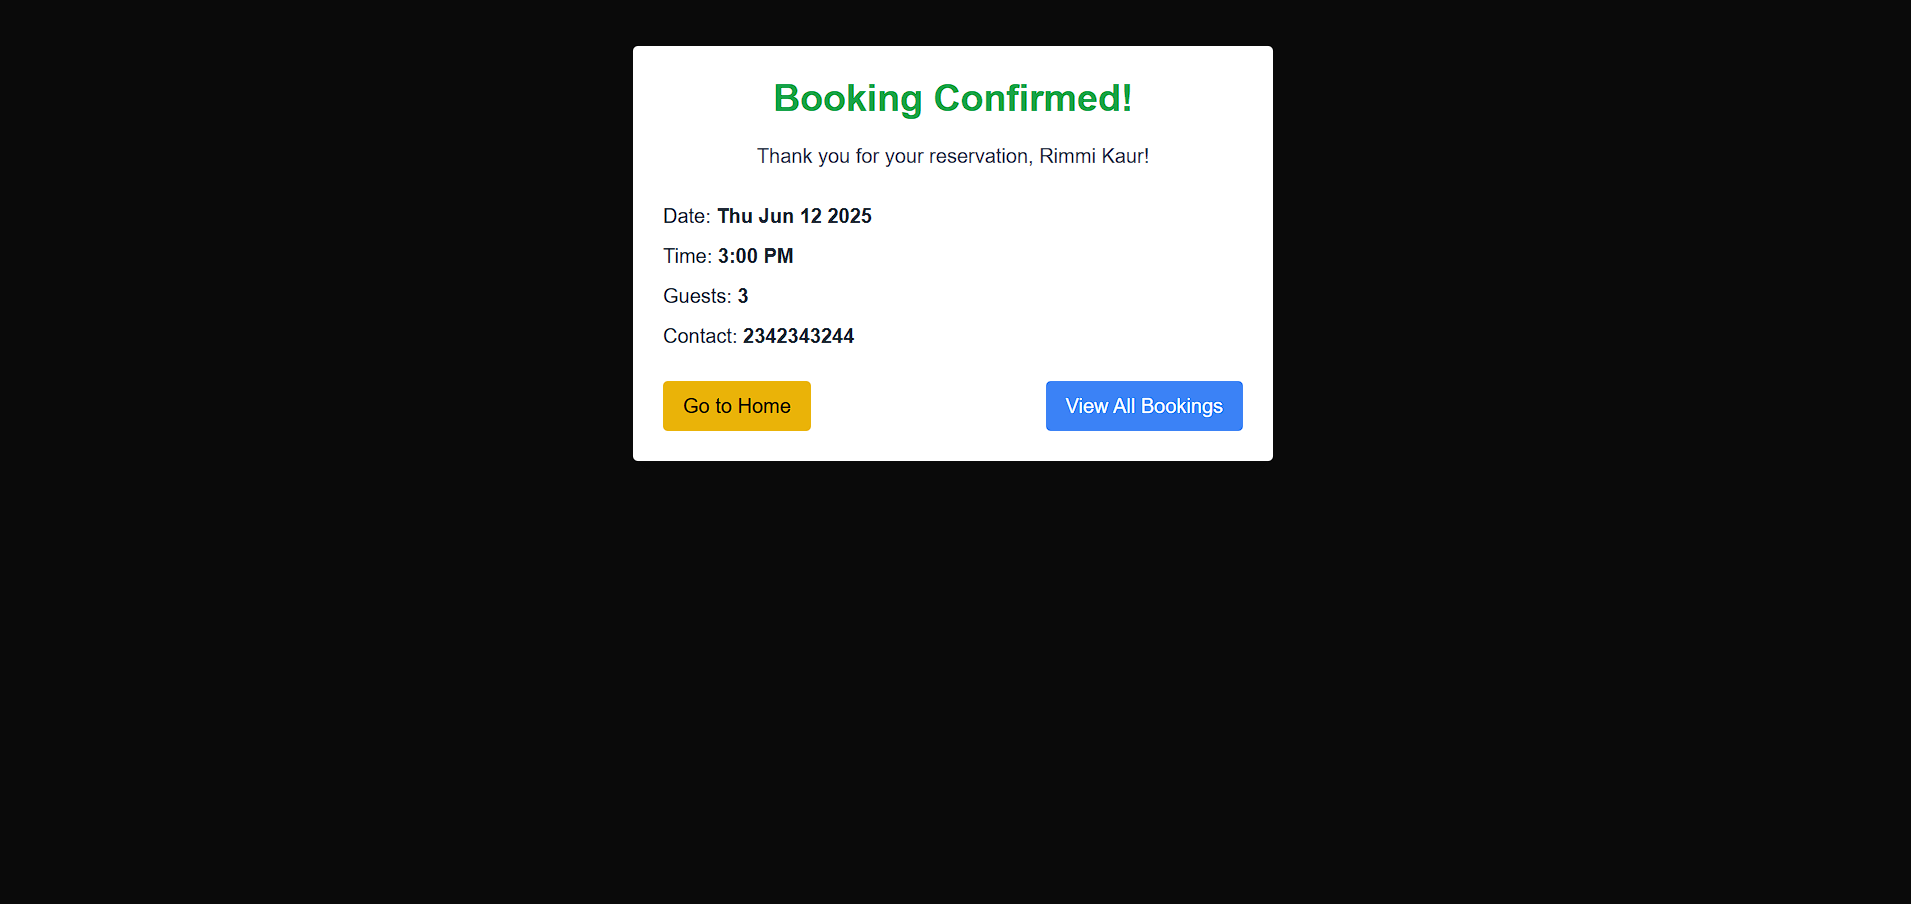 Booking Confirmed!
Thank you for your reservation, Rimmi Kaur!
Date: Thu Jun 12 2025
Time: 3:00 PM
Guests: 3
Contact: 2342343244
Go to Home
View All Bookings